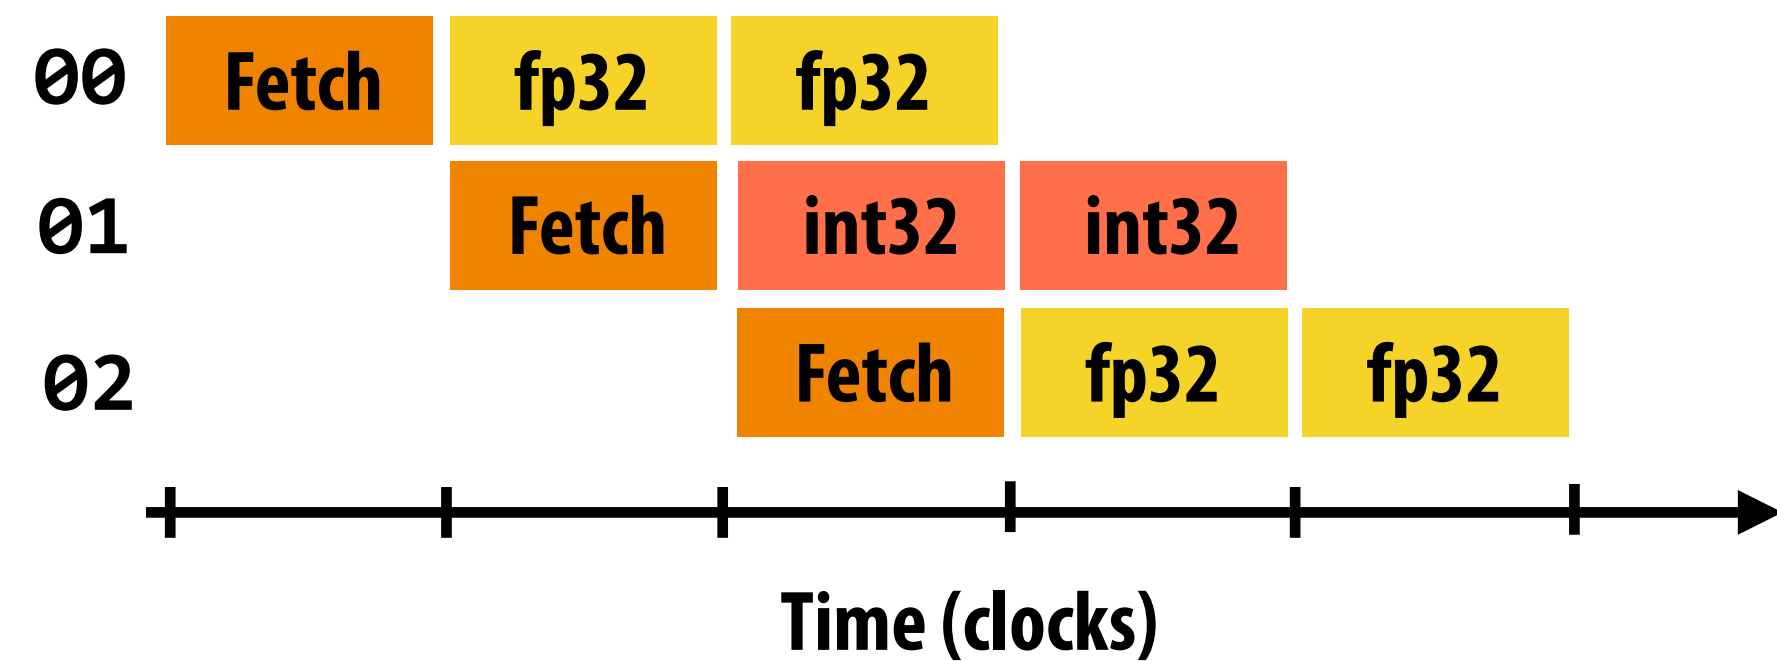 00 Fetch fp32 fp32
01 Fetch int32 int32
02 Fetch fp32 fp32
Time (clocks)